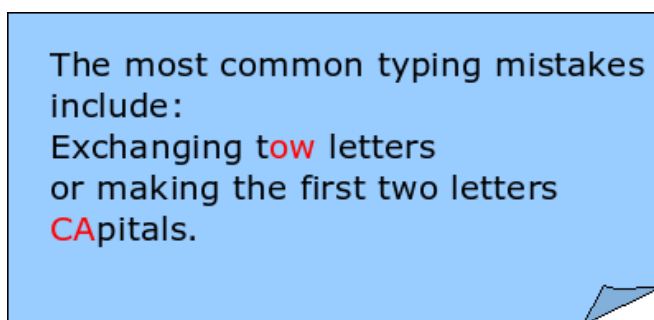 The most common typing mistakes
include:
Exchanging tow letters
or making the first two letters
CApitals.